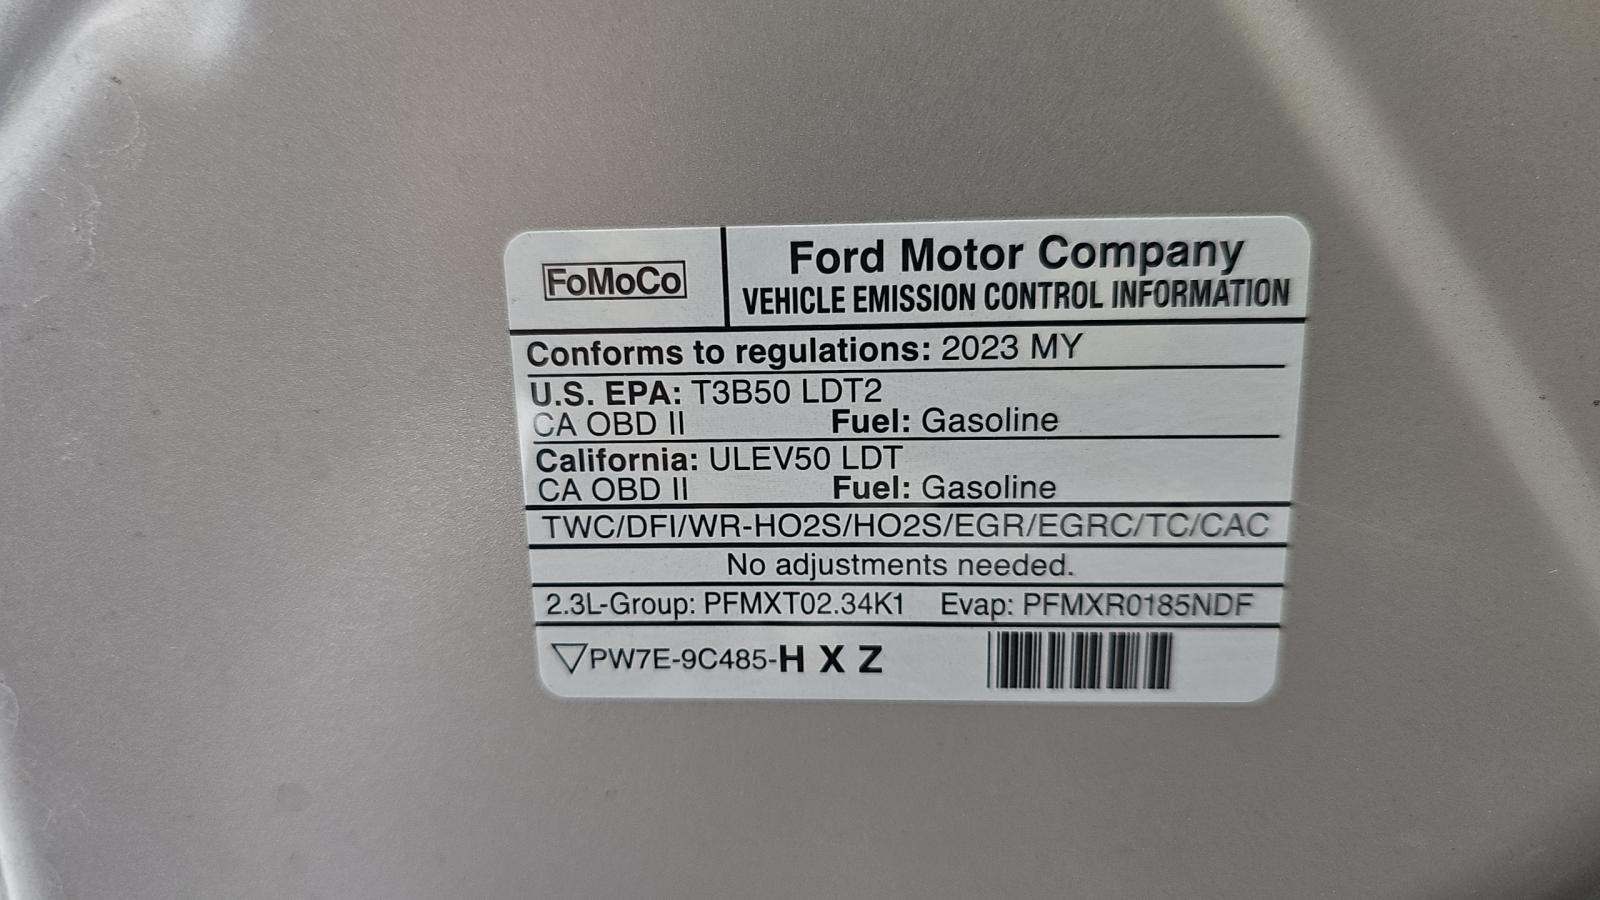 FoMoCo
Ford Motor Company
VEHICLE EMISSION CONTROL INFORMATION
Conforms to regulations: 2023 MY
U.S. EPA: T3B50 LDT2
CA OBD II Fuel: Gasoline
California: ULEV50 LDT
CA OBD II Fuel: Gasoline
TWC/DFI/WR-HO2S/HO2S/EGR/EGRC/TC/CAC
No adjustments needed.
2.3L-Group: PFMXT02.34K1 Evap: PFMXR0185NDF
PW7E-9C485-H X Z